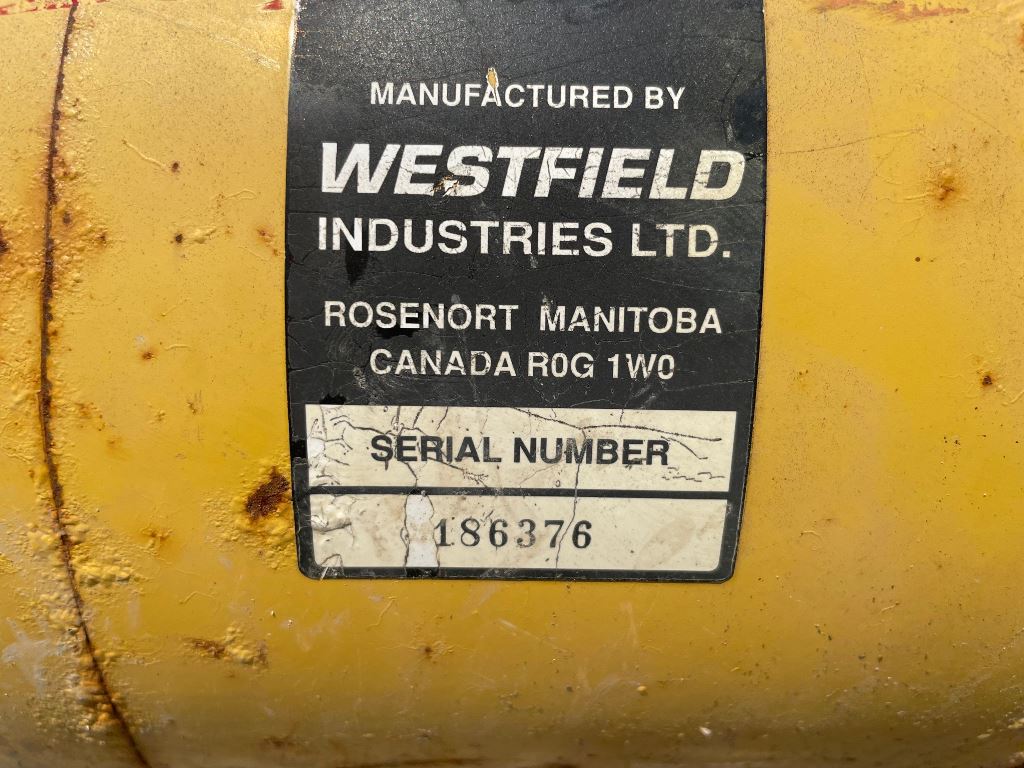 MANUFACTURED BY
WESTFIELD
INDUSTRIES LTD.
ROSENORT MANITOBA
CANADA R0G 1W0
SERIAL NUMBER
186376